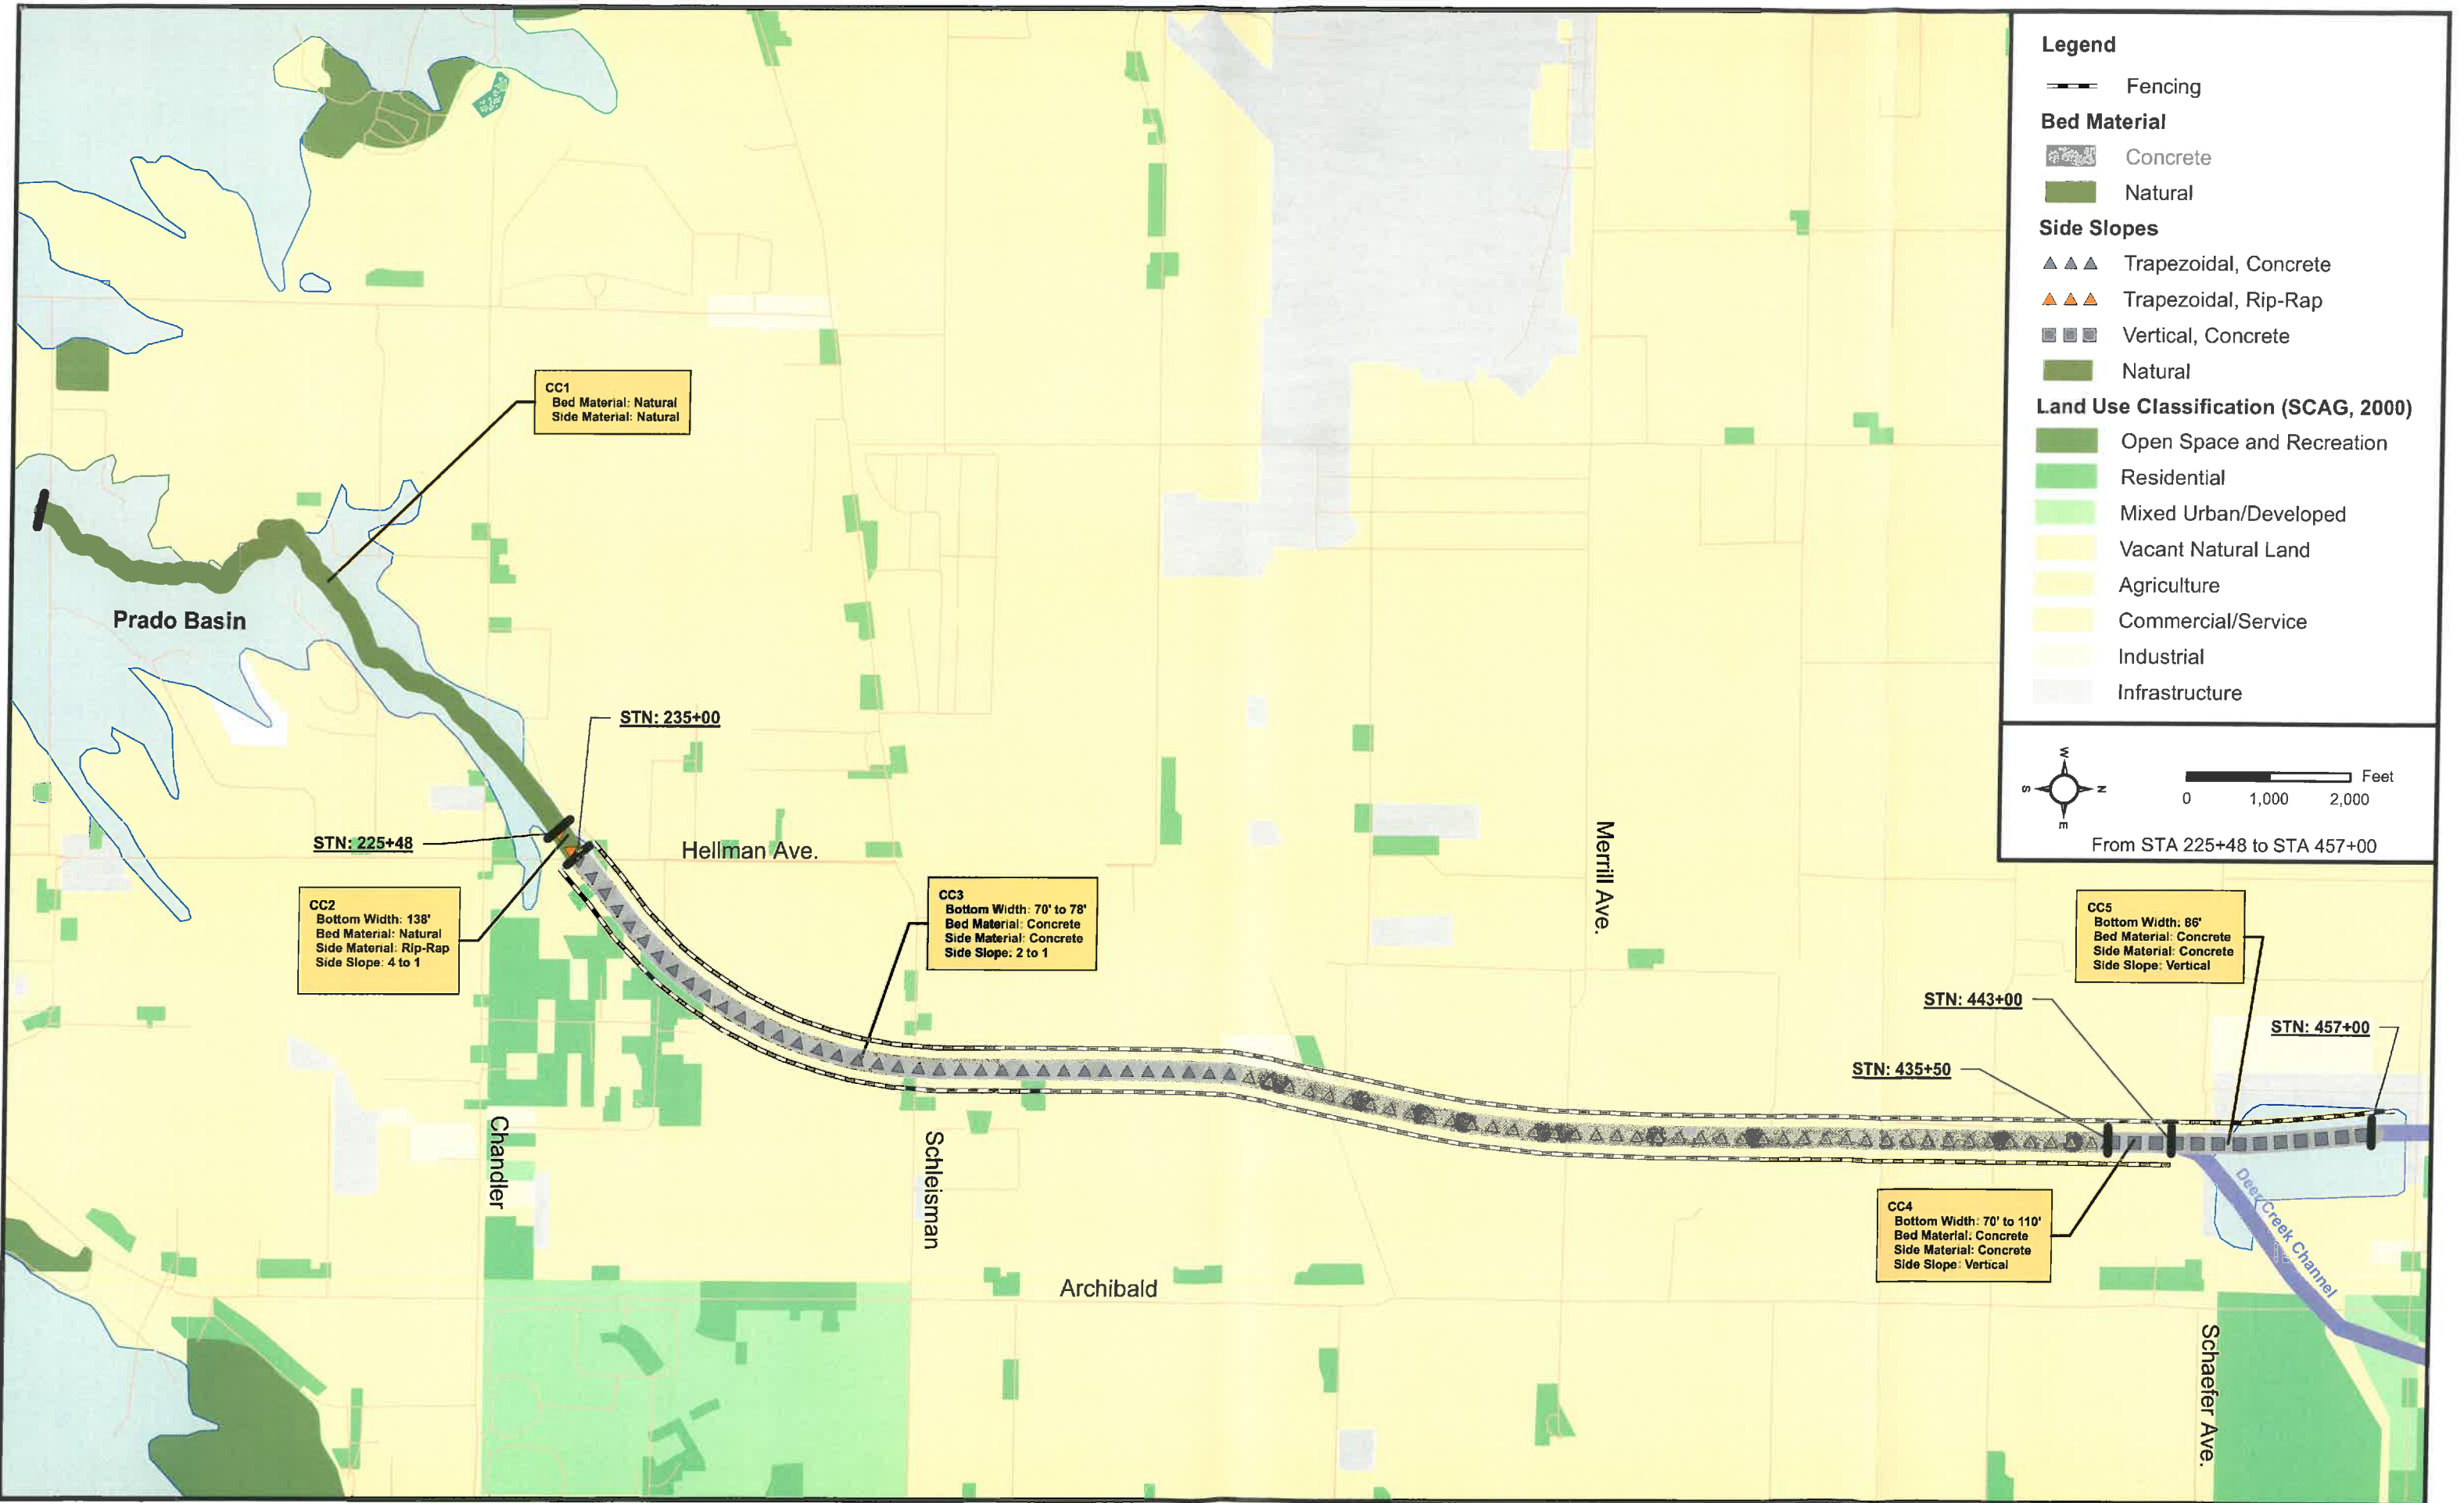 Legend
Fencing
Bed Material
Concrete
Natural
Side Slopes
Trapezoidal, Concrete
Trapezoidal, Rip-Rap
Vertical, Concrete
Natural
Land Use Classification (SCAG, 2000)
Open Space and Recreation
Residential
Mixed Urban/Developed
Vacant Natural Land
Agriculture
Commercial/Service
Industrial
Infrastructure
W
S
N
E
Feet
0 1,000 2,000
From STA 225+48 to STA 457+00
CC1
Bed Material: Natural
Side Material: Natural
Prado Basin
STN: 235+00
STN: 225+48
Hellman Ave.
CC2
Bottom Width: 138'
Bed Material: Natural
Side Material: Rip-Rap
Side Slope: 4 to 1
CC3
Bottom Width: 70' to 78'
Bed Material: Concrete
Side Material: Concrete
Side Slope: 2 to 1
Merrill Ave.
CC5
Bottom Width: 86'
Bed Material: Concrete
Side Material: Concrete
Side Slope: Vertical
STN: 443+00
STN: 457+00
STN: 435+50
Chandler
Schleisman
Archibald
CC4
Bottom Width: 70' to 110'
Bed Material: Concrete
Side Material: Concrete
Side Slope: Vertical
Deer Creek Channel
Schaefer Ave.